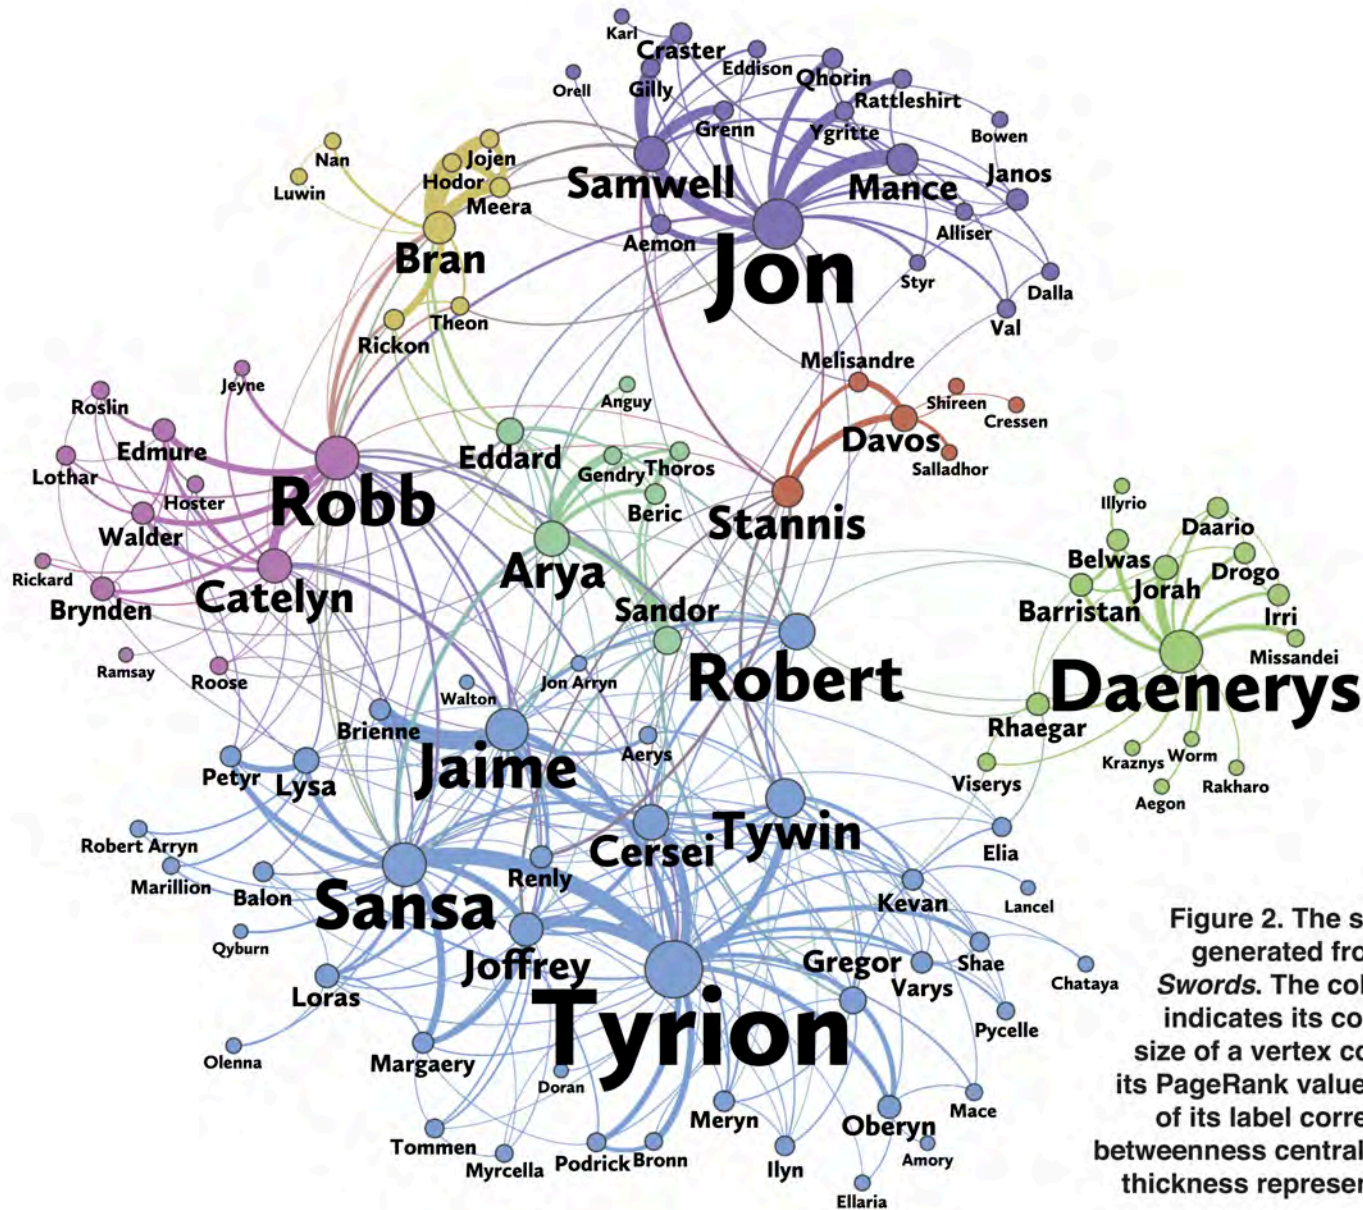 Karl
Craster
Eddison
Qhorin
Orell
Gilly
Rattleshirt
Grenn
Ygritte
Bowen
Nan
Jojen
Luwin
Hodor
Samwell
Mance
Janos
Meera
Aemon
Alliser
Bran
Jon
Styr
Dalla
Theon
Val
Rickon
Melisandre
Jeyne
Anguy
Shireen
Roslin
Cressen
Edmure
Eddard
Davos
Lothar
Gendry
Thoros
Salladhor
Hoster
Robb
Beric
Stannis
Illyrio
Walder
Daario
Belwas
Rickard
Arya
Jorah
Drogo
Brynden
Catelyn
Sandor
Barristan
Irri
Ramsay
Roose
Jon Arryn
Robert
Missandei
Walton
Daenerys
Brienne
Rhaegar
Aerys
Kraznys
Worm
Petyr
Lysa
Jaime
Viserys
Rakharo
Aegon
Robert Arryn
Cersei
Tywin
Elia
Marillion
Balon
Sansa
Renly
Kevan
Lancel
Qyburn
Joffrey
Gregor
Varys
Shae
Chataya
Loras
Tyrion
Pycelle
Olenna
Margaery
Doran
Meryn
Oberyn
Mace
Tommen
Myrcella
Podrick
Bronn
Ilyn
Amory
Ellaria
Figure 2. The s
generated fro
Swords. The col
indicates its co
size of a vertex co
its PageRank value
of its label corre
betweenness central
thickness represen